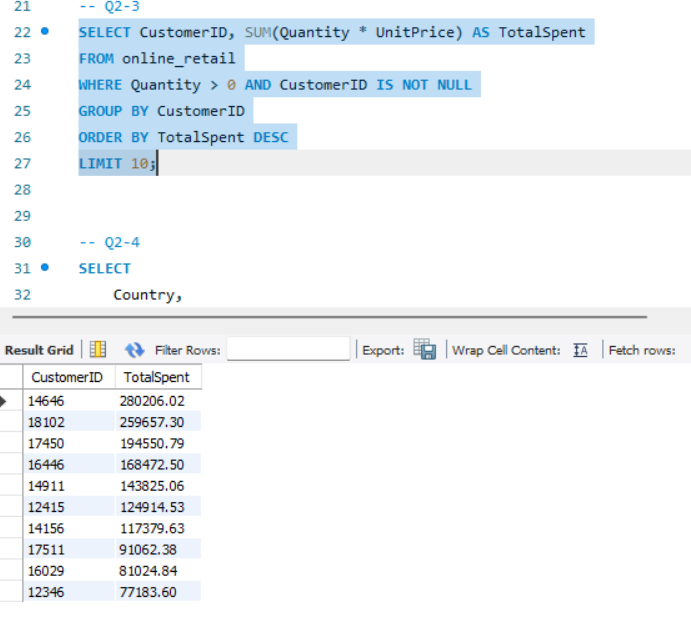 21 -- Q2-3
22 SELECT CustomerID, SUM(Quantity * UnitPrice) AS TotalSpent
23 FROM online_retail
24 WHERE Quantity > 0 AND CustomerID IS NOT NULL
25 GROUP BY CustomerID
26 ORDER BY TotalSpent DESC
27 LIMIT 10;
28
29
30 -- Q2-4
31 SELECT
32 Country,
Result Grid Filter Rows: Export: Wrap Cell Content: IA Fetch rows:
CustomerID TotalSpent
14646 280206.02
18102 259657.30
17450 194550.79
16446 168472.50
14911 143825.06
12415 124914.53
14156 117379.63
17511 91062.38
16029 81024.84
12346 77183.60